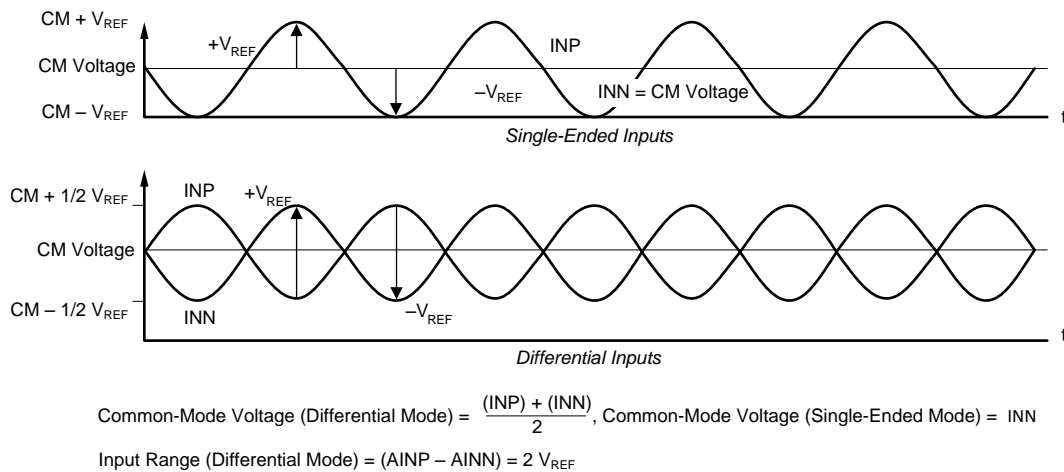 CM + VREF
+VREF
INP
CM Voltage
−VREF
INN = CM Voltage
CM – VREF
t
Single-Ended Inputs
CM + 1/2 VREF
INP
+VREF
CM Voltage
CM – 1/2 VREF
INN
−VREF
t
Differential Inputs
Common-Mode Voltage (Differential Mode) = (INP) + (INN) / 2, Common-Mode Voltage (Single-Ended Mode) = INN
Input Range (Differential Mode) = (AINP – AINN) = 2 VREF